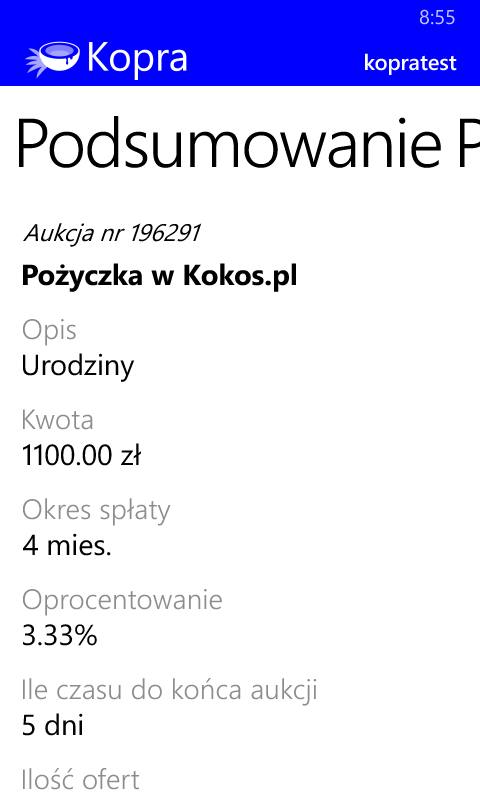 8:55
Kopra
kopratest
Podsumowanie P
Aukcja nr 196291
Pożyczka w Kokos.pl
Opis
Urodziny
Kwota
1100.00 zł
Okres spłaty
4 mies.
Oprocentowanie
3.33%
Ile czasu do końca aukcji
5 dni
Ilość ofert